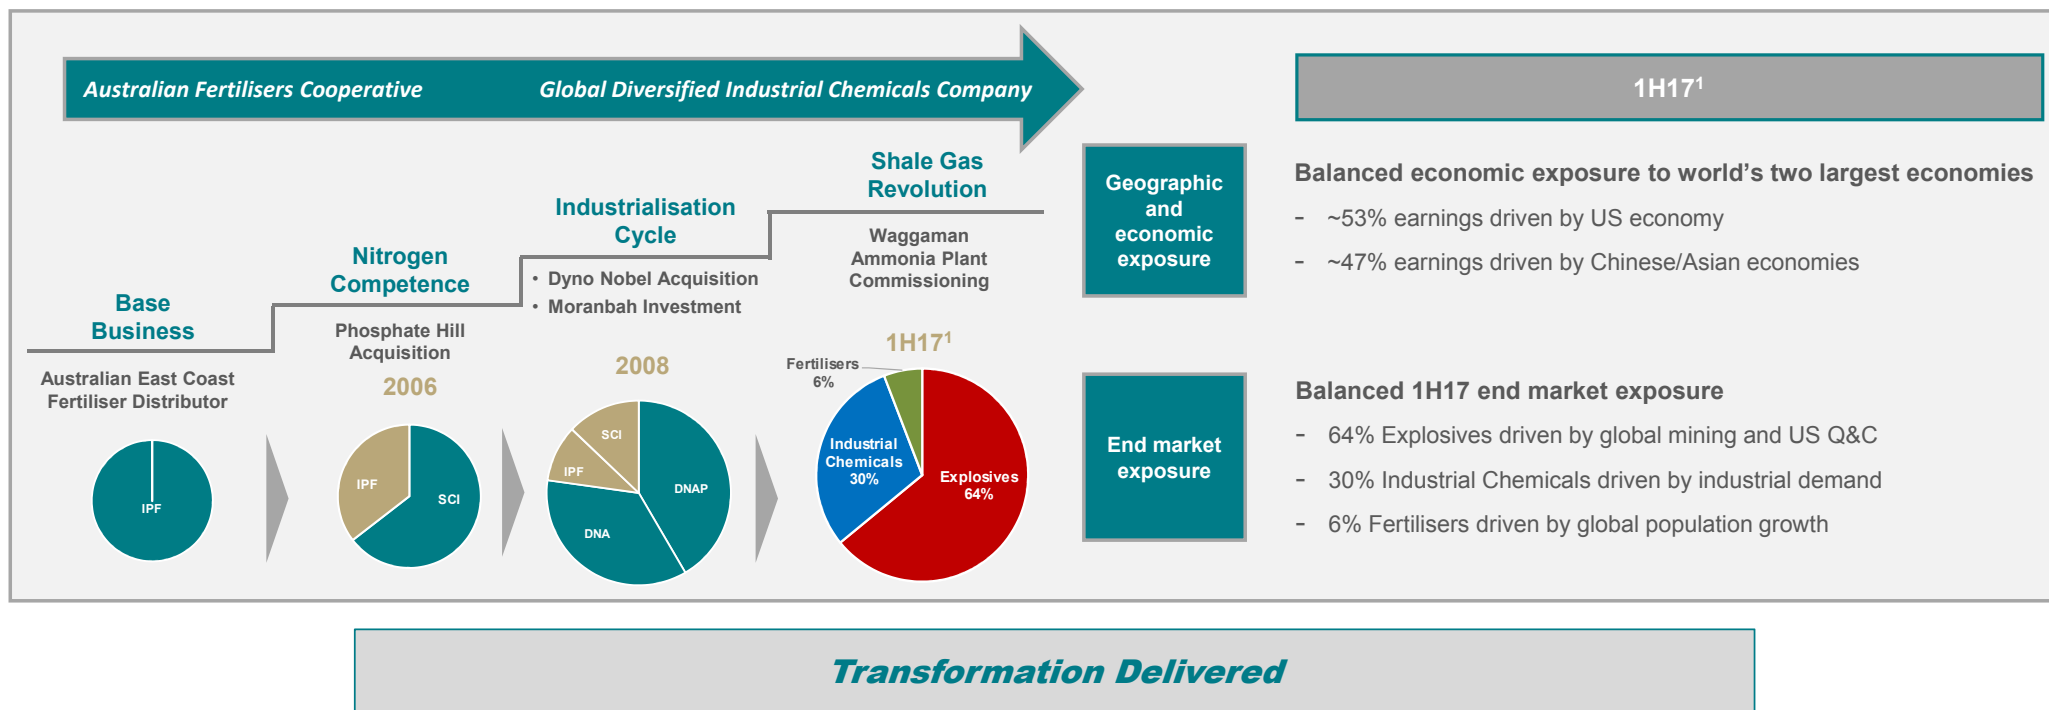 Australian Fertilisers Cooperative
Global Diversified Industrial Chemicals Company
Base
Business
Australian East Coast
Fertiliser Distributor
IPF
Nitrogen
Competence
Phosphate Hill
Acquisition
2006
IPF
SCI
Industrialisation
Cycle
• Dyno Nobel Acquisition
• Moranbah Investment
2008
SCI
IPF
DNAP
DNA
Shale Gas
Revolution
Waggaman
Ammonia Plant
Commissioning
1H17¹
Fertilisers
6%
Industrial
Chemicals
30%
Explosives
64%
1H17¹
Geographic
and
economic
exposure
Balanced economic exposure to world's two largest economies
- ~53% earnings driven by US economy
- ~47% earnings driven by Chinese/Asian economies
End market
exposure
Balanced 1H17 end market exposure
- 64% Explosives driven by global mining and US Q&C
- 30% Industrial Chemicals driven by industrial demand
- 6% Fertilisers driven by global population growth
Transformation Delivered